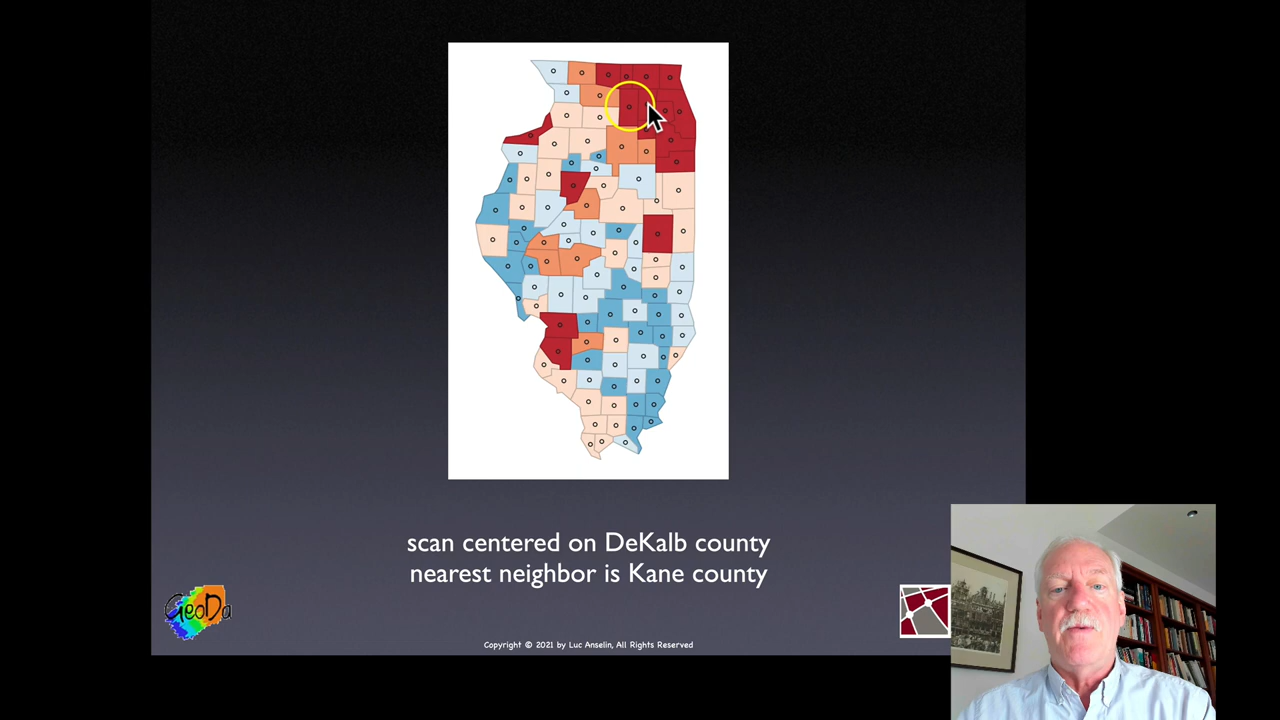 scan centered on DeKalb county
nearest neighbor is Kane county
GeoDa
Copyright © 2021 by Luc Anselin, All Rights Reserved